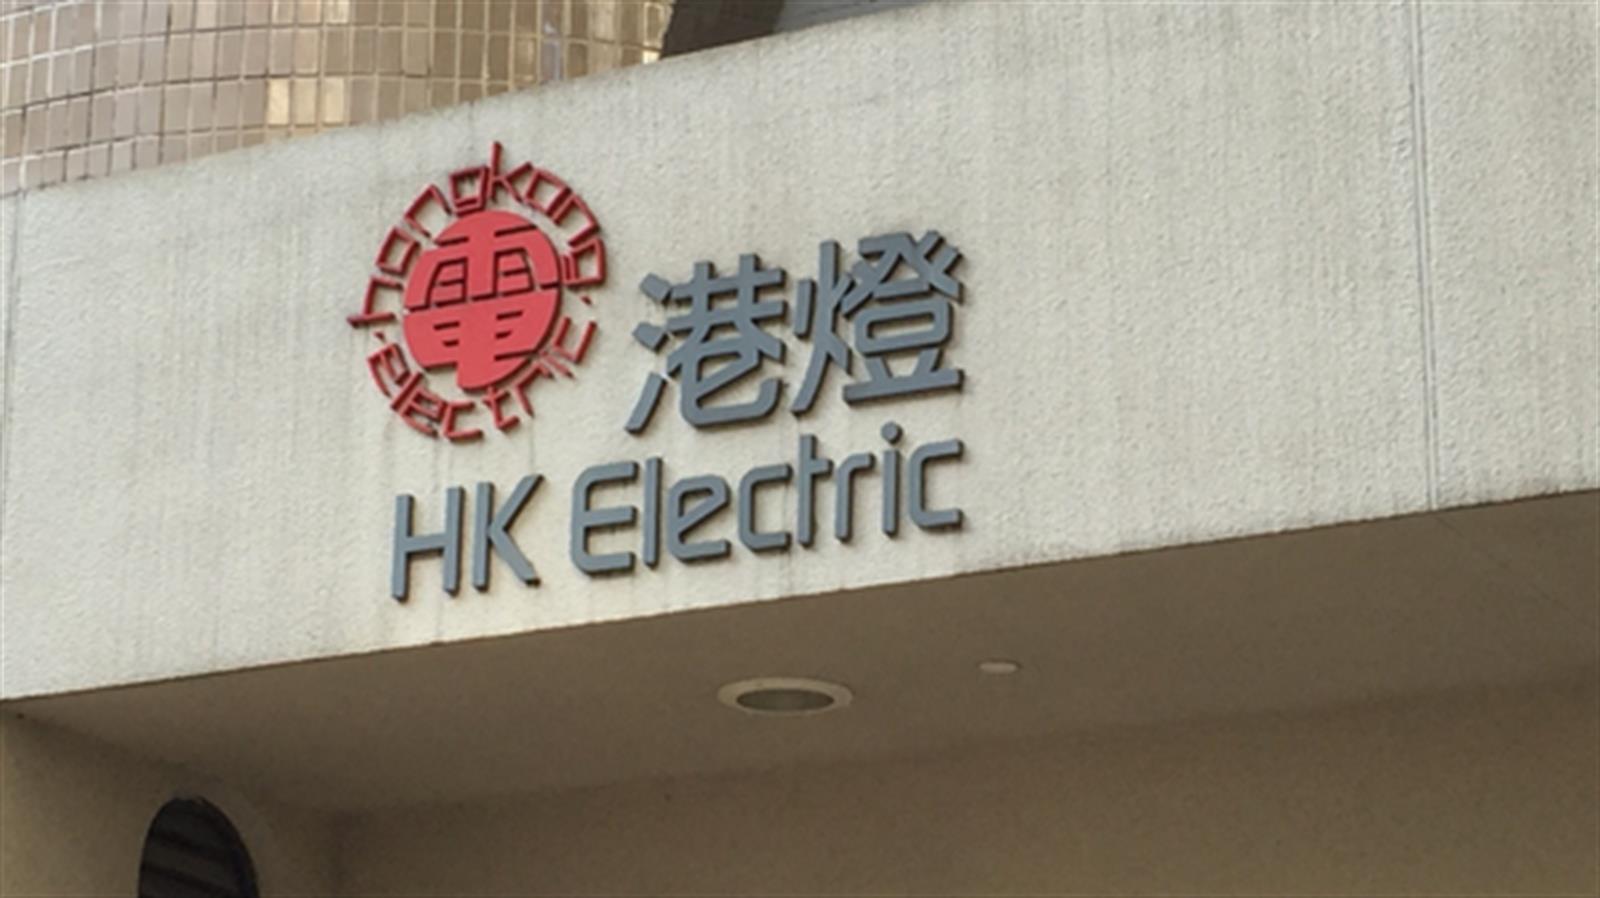 hongkong
電
electric
港燈
HK Electric